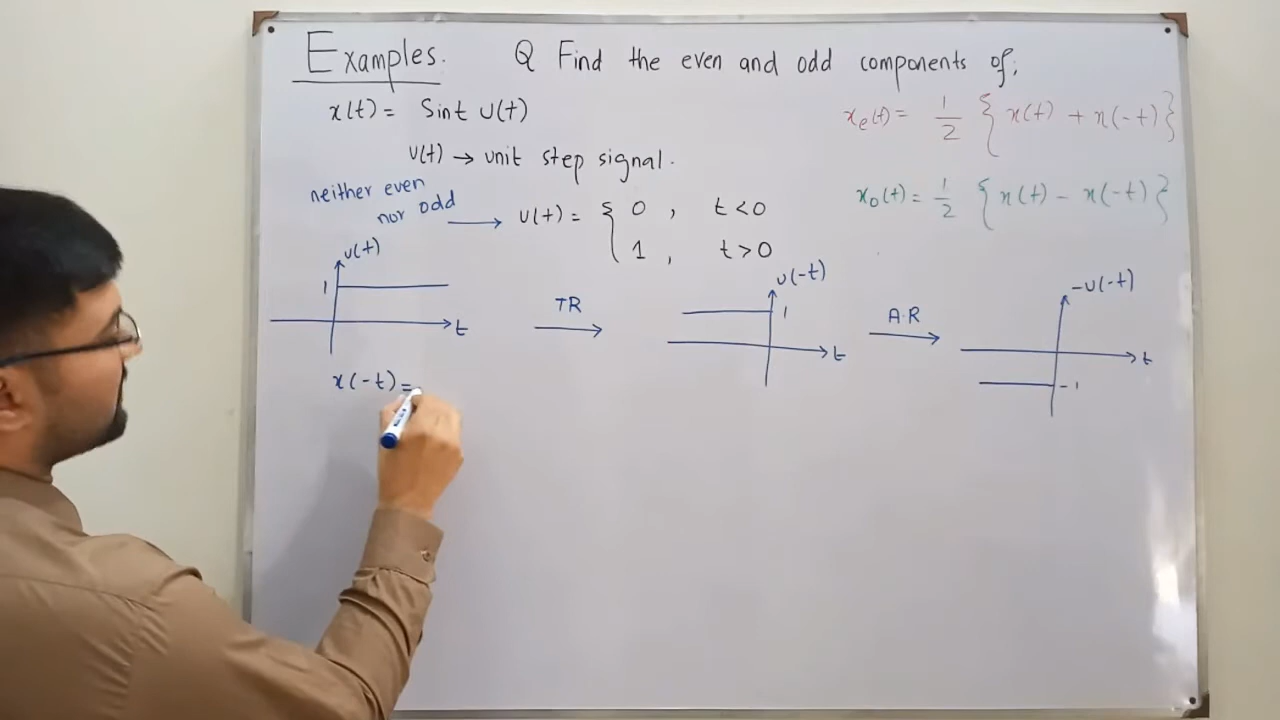 Examples. Q Find the even and odd components of;
x(t) = Sint U(t)
xe(t) = 1/2 { x(t) + x(-t) }
U(t) → unit step signal.
neither even
nor odd → U(t) = { 0 , t < 0
1 , t > 0
xo(t) = 1/2 { x(t) - x(-t) }
U(t)
1
t
TR
U(-t)
1
t
A.R
-U(-t)
t
-1
x(-t) =